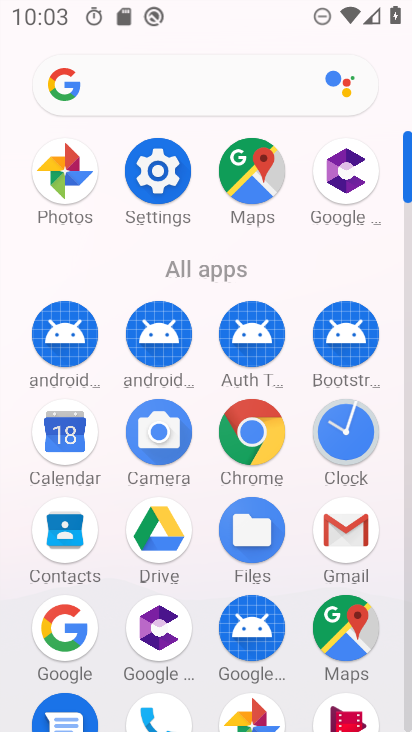 10:03
Photos Settings Maps Google ...
All apps
android... android... Auth T... Bootstr...
18
Calendar Camera Chrome Clock
Contacts Drive Files Gmail
Google Google ... Google... Maps